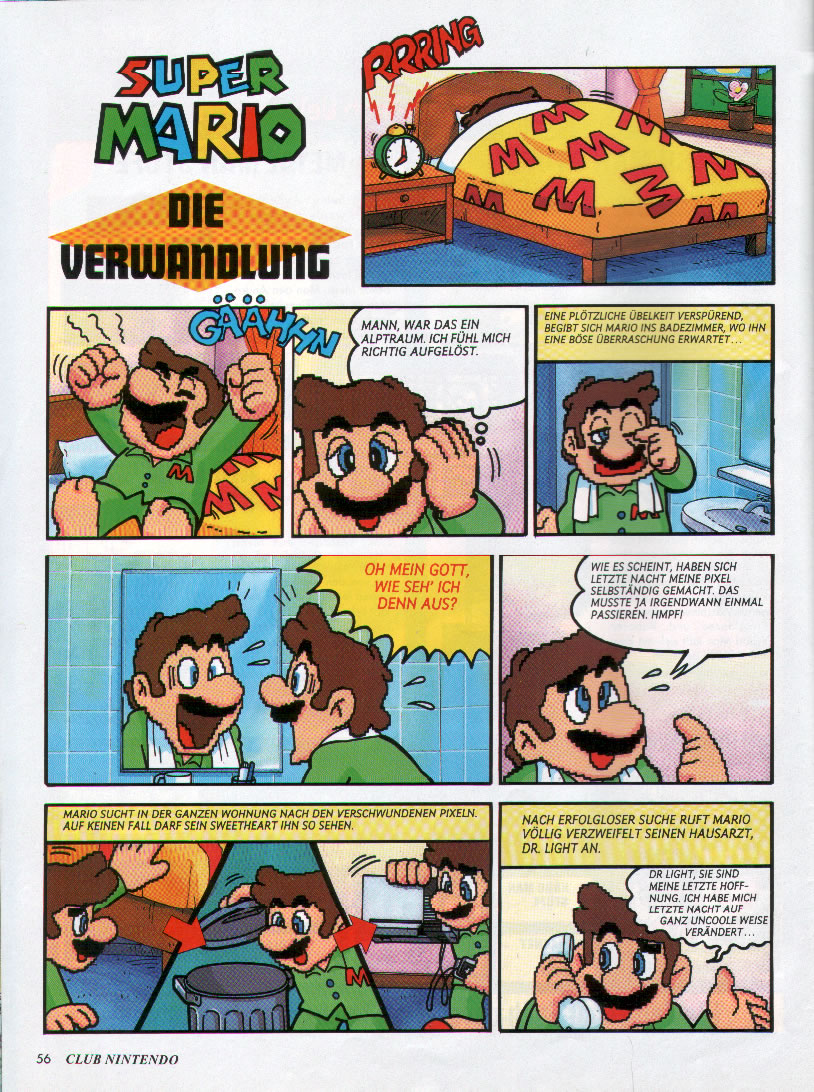 SUPER
MARIO
DIE
VERWANDLUNG
RRRING
M M M M M M M M M
GÄÄHHN
M
MANN, WAR DAS EIN
ALPTRAUM. ICH FÜHL MICH
RICHTIG AUFGELÖST.
EINE PLÖTZLICHE ÜBELKEIT VERSPÜREND,
BEGIBT SICH MARIO INS BADEZIMMER, WO IHN
EINE BÖSE ÜBERRASCHUNG ERWARTET...
M
OH MEIN GOTT,
WIE SEH' ICH
DENN AUS?
WIE ES SCHEINT, HABEN SICH
LETZTE NACHT MEINE PIXEL
SELBSTÄNDIG GEMACHT. DAS
MUSSTE JA IRGENDWANN EINMAL
PASSIEREN. HMPF!
MARIO SUCHT IN DER GANZEN WOHNUNG NACH DEN VERSCHWUNDENEN PIXELN.
AUF KEINEN FALL DARF SEIN SWEETHEART IHN SO SEHEN.
M
NACH ERFOLGLOSER SUCHE RUFT MARIO
VÖLLIG VERZWEIFELT SEINEN HAUSARZT,
DR. LIGHT AN.
DR LIGHT, SIE SIND
MEINE LETZTE HOFF-
NUNG. ICH HABE MICH
LETZTE NACHT AUF
GANZ UNCOOLE WEISE
VERÄNDERT...
56 CLUB NINTENDO